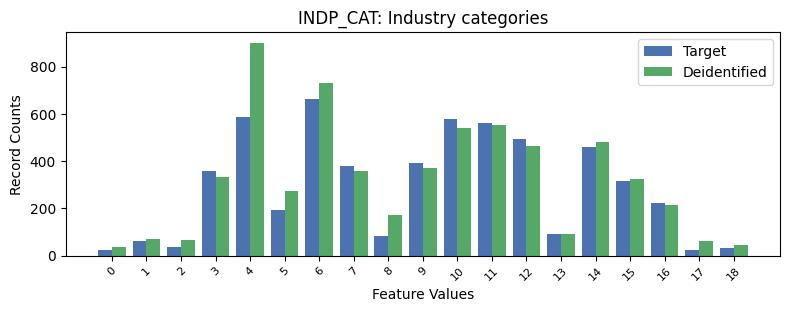 INDP_CAT: Industry categories
Target
Deidentified
Record Counts
800
600
400
200
0
0 1 2 3 4 5 6 7 8 9 10 11 12 13 14 15 16 17 18
Feature Values